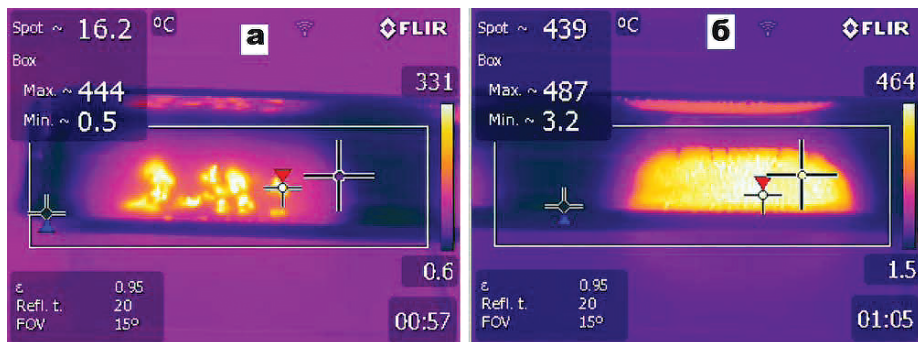 Spot ~ 16.2 °C
а
FLIR
Box
Max. ~ 444
Min. ~ 0.5
331
0.6
ε 0.95
Refl. t. 20
FOV 15º
00:57
Spot ~ 439 °C
б
FLIR
Box
Max. ~ 487
Min. ~ 3.2
464
1.5
ε 0.95
Refl. t. 20
FOV 15º
01:05